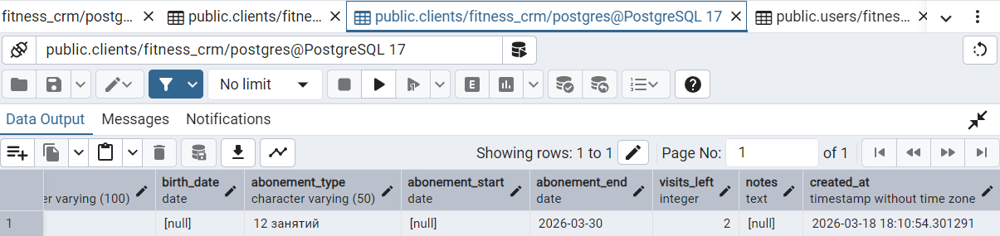 fitness_crm/postg... public.clients/fitne... public.clients/fitness_crm/postgres@PostgreSQL 17 public.users/fitnes...
public.clients/fitness_crm/postgres@PostgreSQL 17
No limit
E
Data Output Messages Notifications
Showing rows: 1 to 1 Page No: 1 of 1
birth_date abonement_type abonement_start abonement_end visits_left notes created_at
er varying (100) date character varying (50) date date integer text timestamp without time zone
1 [null] 12 занятий [null] 2026-03-30 2 [null] 2026-03-18 18:10:54.301291